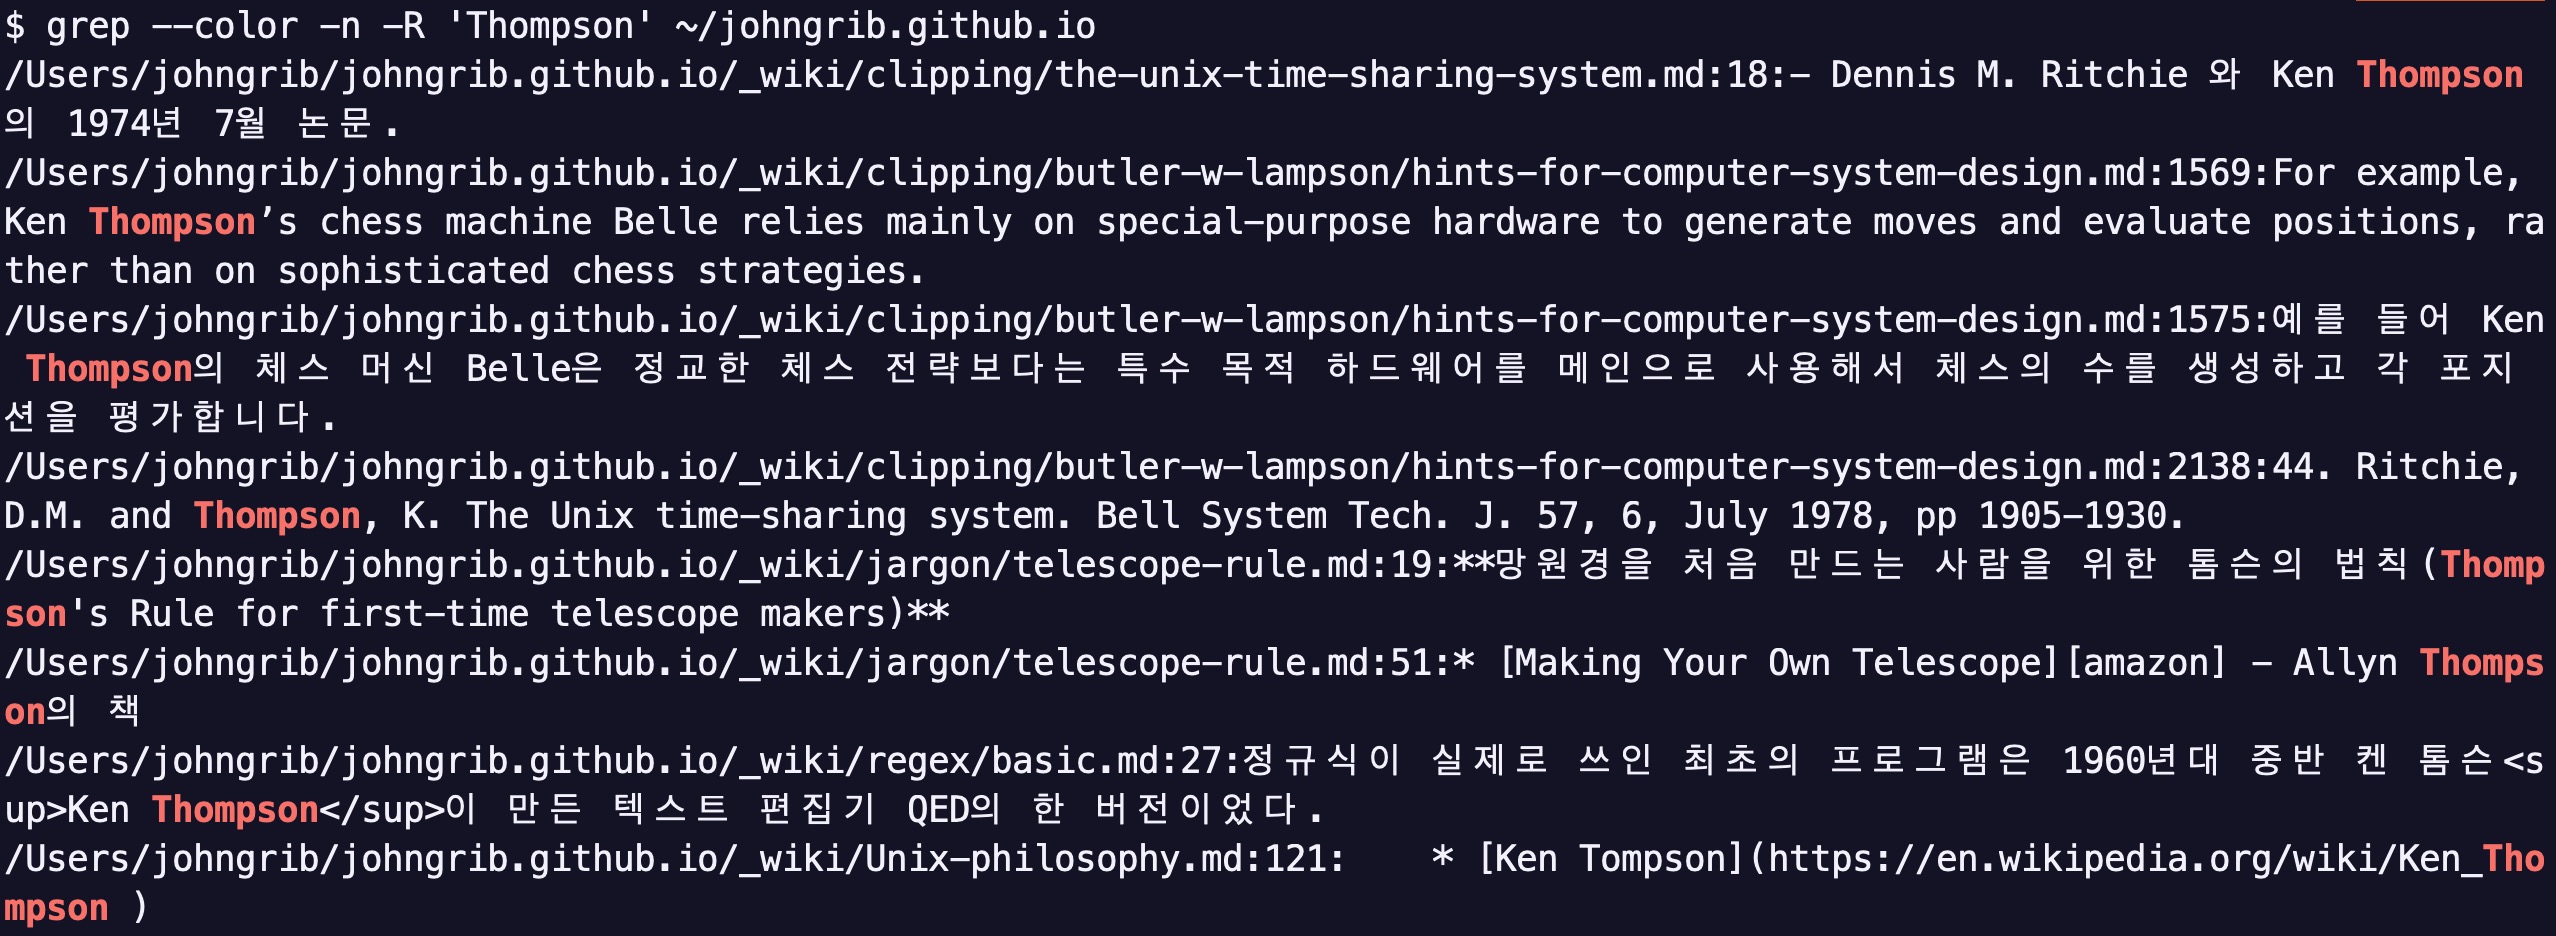 $ grep --color -n -R 'Thompson' ~/johngrib.github.io
/Users/johngrib/johngrib.github.io/_wiki/clipping/the-unix-time-sharing-system.md:18:- Dennis M. Ritchie 와 Ken Thompson
의 1974년 7월 논문.
/Users/johngrib/johngrib.github.io/_wiki/clipping/butler-w-lampson/hints-for-computer-system-design.md:1569:For example,
Ken Thompson’s chess machine Belle relies mainly on special-purpose hardware to generate moves and evaluate positions, ra
ther than on sophisticated chess strategies.
/Users/johngrib/johngrib.github.io/_wiki/clipping/butler-w-lampson/hints-for-computer-system-design.md:1575:예를 들어 Ken
 Thompson의 체스 머신 Belle은 정교한 체스 전략보다는 특수 목적 하드웨어를 메인으로 사용해서 체스의 수를 생성하고 각 포지
션을 평가합니다.
/Users/johngrib/johngrib.github.io/_wiki/clipping/butler-w-lampson/hints-for-computer-system-design.md:2138:44. Ritchie,
D.M. and Thompson, K. The Unix time-sharing system. Bell System Tech. J. 57, 6, July 1978, pp 1905–1930.
/Users/johngrib/johngrib.github.io/_wiki/jargon/telescope-rule.md:19:**망원경을 처음 만드는 사람을 위한 톰슨의 법칙(Thomp
son's Rule for first-time telescope makers)**
/Users/johngrib/johngrib.github.io/_wiki/jargon/telescope-rule.md:51:* [Making Your Own Telescope][amazon] - Allyn Thomps
on의 책
/Users/johngrib/johngrib.github.io/_wiki/regex/basic.md:27:정규식이 실제로 쓰인 최초의 프로그램은 1960년대 중반 켄 톰슨<s
up>Ken Thompson</sup>이 만든 텍스트 편집기 QED의 한 버전이었다.
/Users/johngrib/johngrib.github.io/_wiki/Unix-philosophy.md:121:    * [Ken Tompson](https://en.wikipedia.org/wiki/Ken_Tho
mpson )